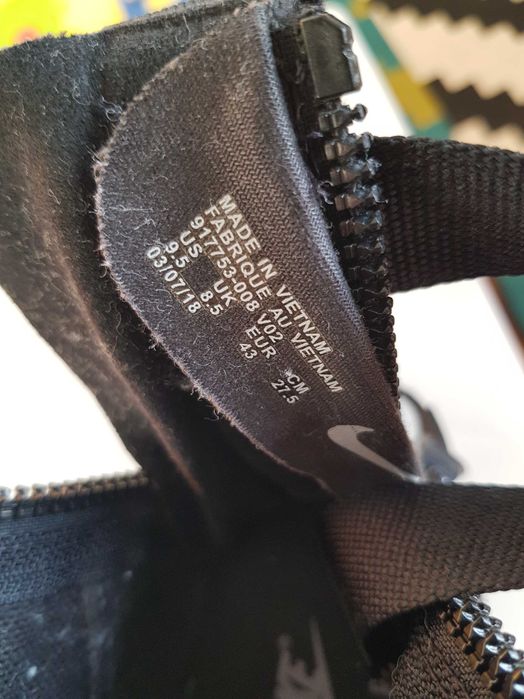 MADE IN VIETNAM
FABRIQUE AU VIETNAM
917753-008 V02
US UK EUR CM
9.5 8.5 43 27.5
03/07/18